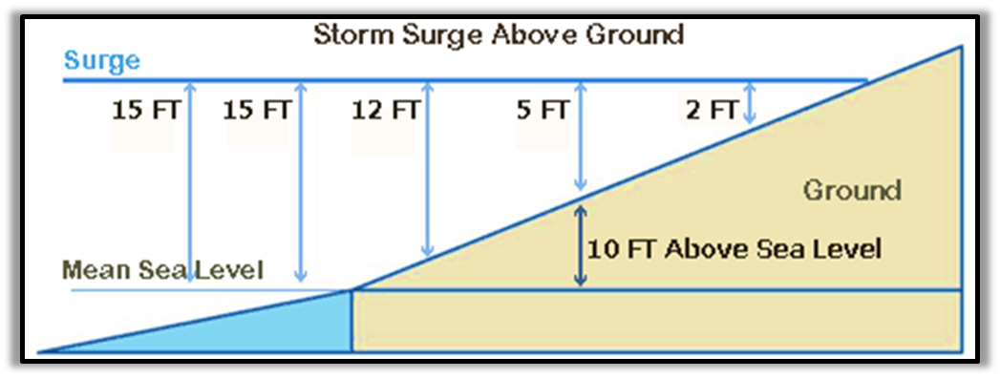 Storm Surge Above Ground
Surge
15 FT 15 FT 12 FT 5 FT 2 FT
Ground
10 FT Above Sea Level
Mean Sea Level